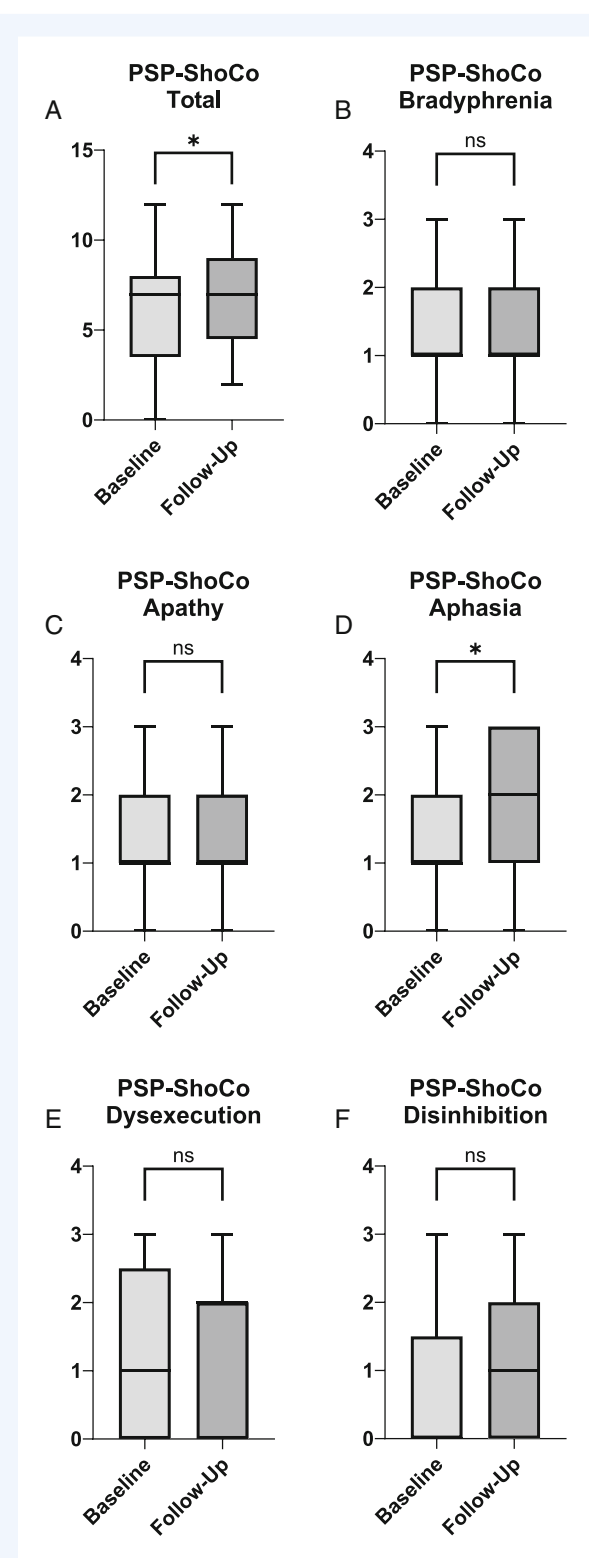 PSP-ShoCo
Total
A
*
15
10
5
0
Baseline
Follow-Up
PSP-ShoCo
Bradyphrenia
B
ns
4
3
2
1
0
Baseline
Follow-Up
PSP-ShoCo
Apathy
C
ns
4
3
2
1
0
Baseline
Follow-Up
PSP-ShoCo
Aphasia
D
*
4
3
2
1
0
Baseline
Follow-Up
PSP-ShoCo
Dysexecution
E
ns
4
3
2
1
0
Baseline
Follow-Up
PSP-ShoCo
Disinhibition
F
ns
4
3
2
1
0
Baseline
Follow-Up